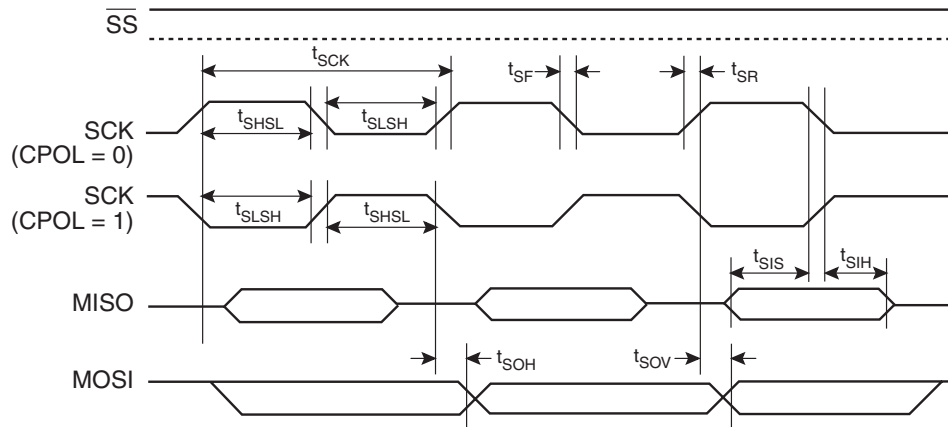 SS
tSCK
tSF
tSR
tSHSL
tSLSH
SCK
(CPOL = 0)
SCK
(CPOL = 1)
tSLSH
tSHSL
tSIS
tSIH
MISO
tSOH
tSOV
MOSI